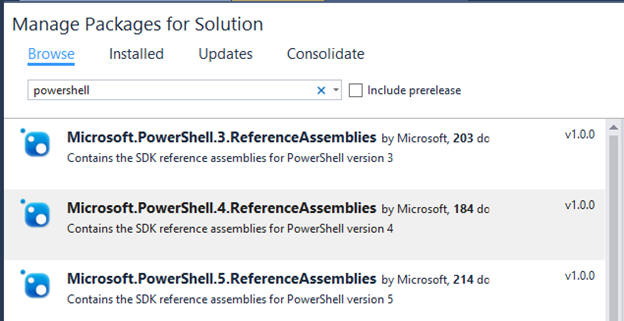 Manage Packages for Solution
Browse Installed Updates Consolidate
powershell Include prerelease
Microsoft.PowerShell.3.ReferenceAssemblies by Microsoft, 203 do v1.0.0
Contains the SDK reference assemblies for PowerShell version 3
Microsoft.PowerShell.4.ReferenceAssemblies by Microsoft, 184 do v1.0.0
Contains the SDK reference assemblies for PowerShell version 4
Microsoft.PowerShell.5.ReferenceAssemblies by Microsoft, 214 do v1.0.0
Contains the SDK reference assemblies for PowerShell version 5